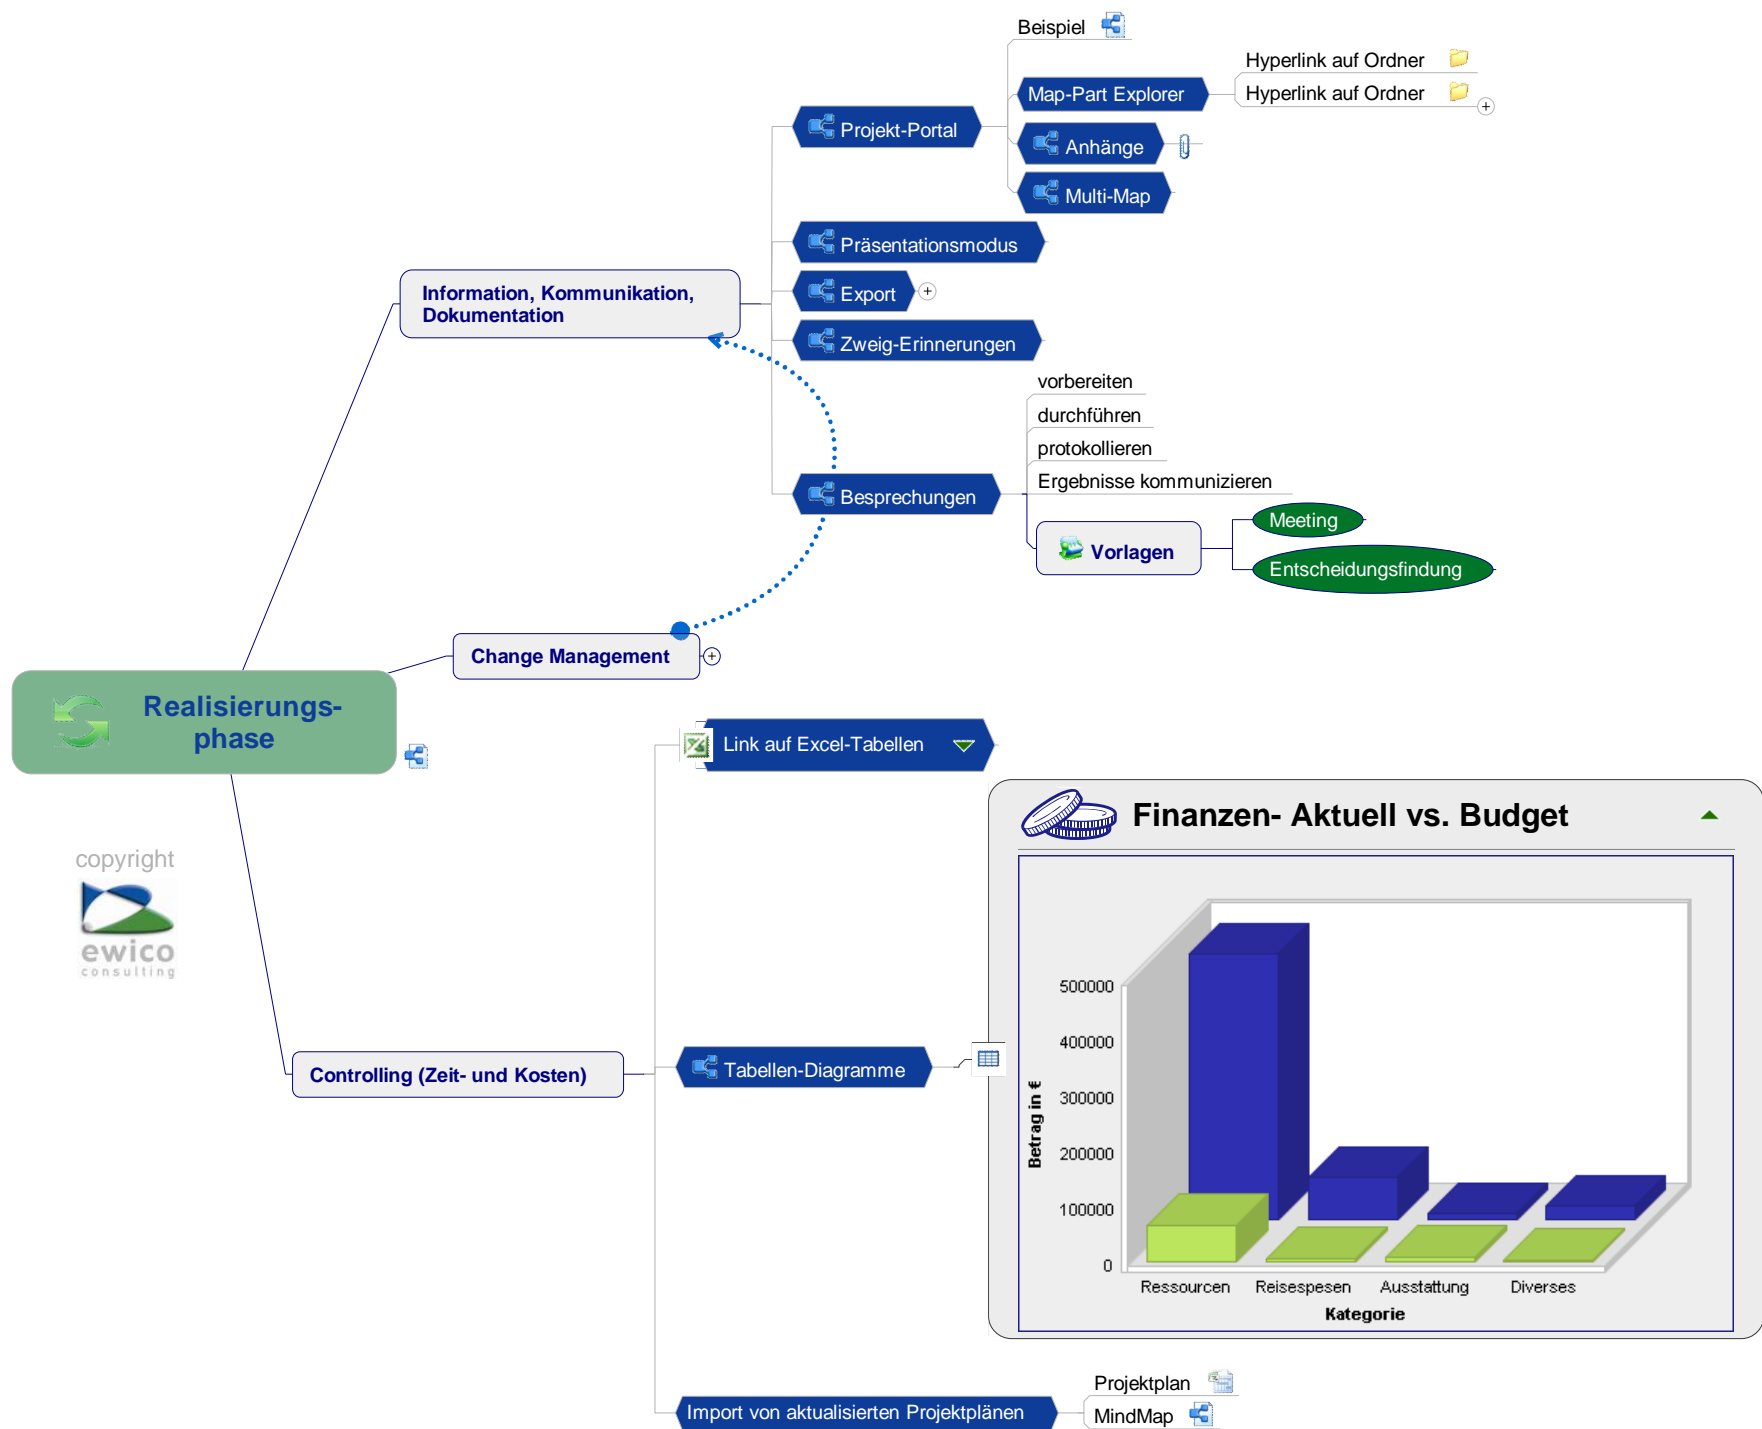 Beispiel
Hyperlink auf Ordner
Map-Part Explorer
Hyperlink auf Ordner
Projekt-Portal
Anhänge
Multi-Map
Präsentationsmodus
Information, Kommunikation,
Dokumentation
Export
Zweig-Erinnerungen
vorbereiten
durchführen
protokollieren
Ergebnisse kommunizieren
Besprechungen
Meeting
Vorlagen
Entscheidungsfindung
Change Management
Realisierungs-
phase
Link auf Excel-Tabellen
Finanzen- Aktuell vs. Budget
copyright
ewico
consulting
500000
400000
300000
200000
100000
0
Betrag in €
Ressourcen
Reisespesen
Ausstattung
Diverses
Kategorie
Controlling (Zeit- und Kosten)
Tabellen-Diagramme
Projektplan
Import von aktualisierten Projektplänen
MindMap